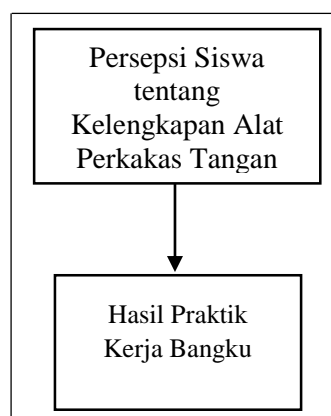 Persepsi Siswa
tentang
Kelengkapan Alat
Perkakas Tangan
Hasil Praktik
Kerja Bangku